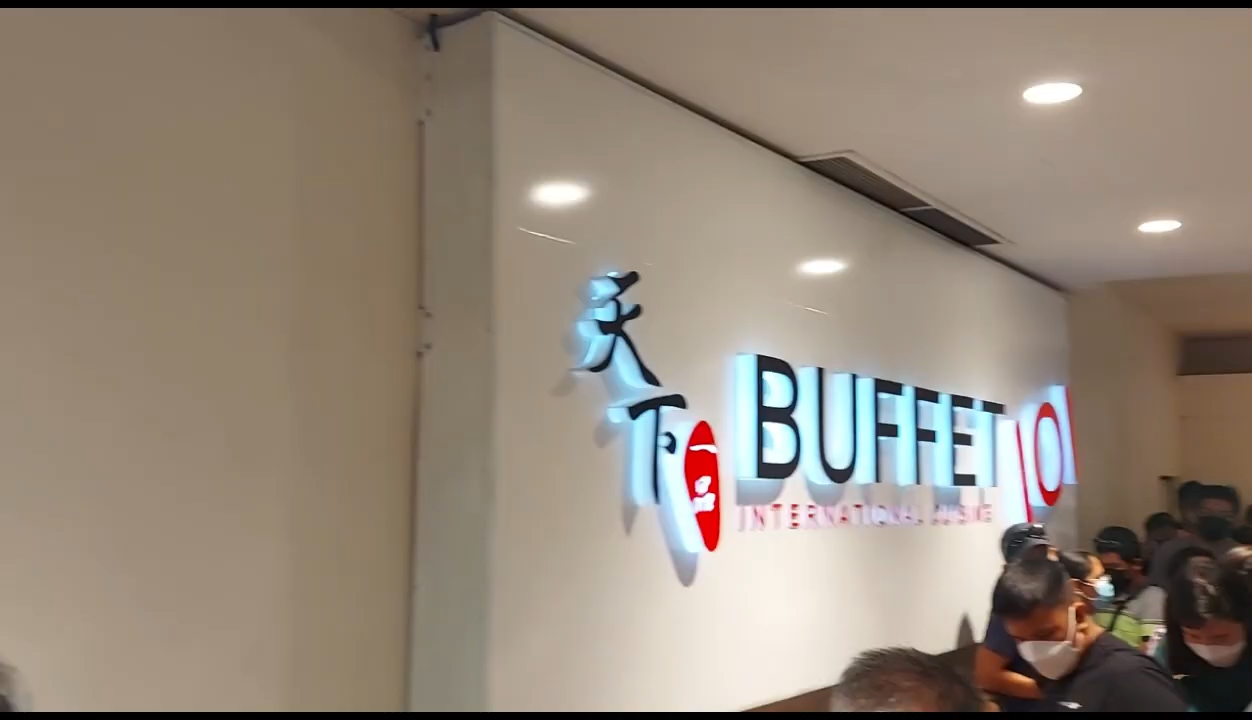 天下
BUFFET 101
INTERNATIONAL CUISINE